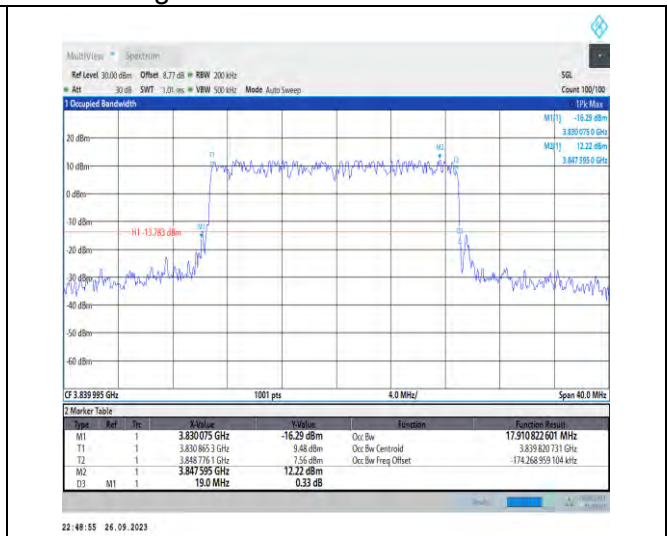 MultiView Spectrum
Ref Level 30.00 dBm Offset 8.77 dB RBW 200 kHz SGL
Att 30 dB SWT 1.01 ms VBW 500 kHz Mode Auto Sweep Count 100/100
1 Occupied Bandwidth 1Pk Max
M1[1] -16.29 dBm
3.830 075 0 GHz
M2[1] 12.22 dBm
3.847 595 0 GHz
20 dBm
T1
M2
T2
10 dBm
0 dBm
-10 dBm
M1
H1 -13.783 dBm
D3
-20 dBm
-30 dBm
-40 dBm
-50 dBm
-60 dBm
CF 3.839 995 GHz 1001 pts 4.0 MHz/ Span 40.0 MHz
2 Marker Table
Type Ref Trc X-Value Y-Value Function Function Result
M1 1 3.830 075 GHz -16.29 dBm Occ Bw 17.910 822 601 MHz
T1 1 3.830 865 3 GHz 9.48 dBm Occ Bw Centroid 3.839 820 731 GHz
T2 1 3.848 776 1 GHz 7.56 dBm Occ Bw Freq Offset -174.268 959 104 kHz
M2 1 3.847 595 GHz 12.22 dBm
D3 M1 1 19.0 MHz 0.33 dB
22:48:55 26.09.2023